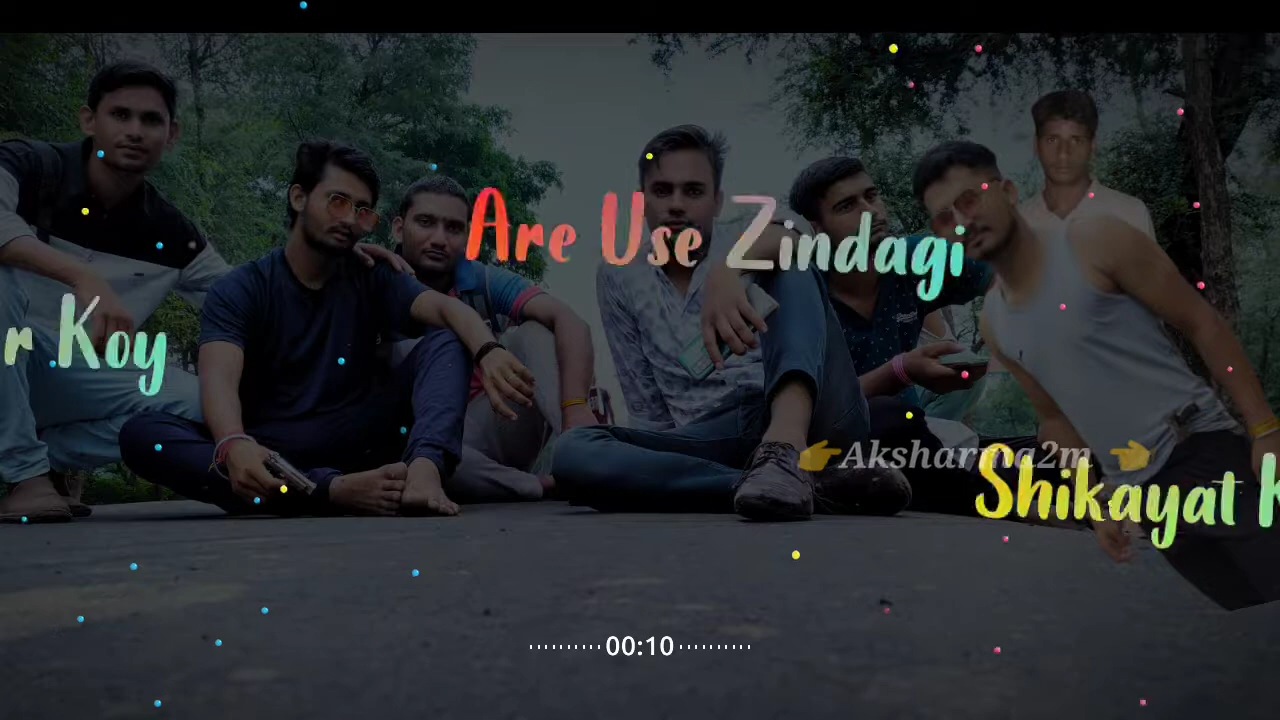 Are Use Zindagi
r Koy
👉Aksharma2m 👈
Shikayat K
00:10